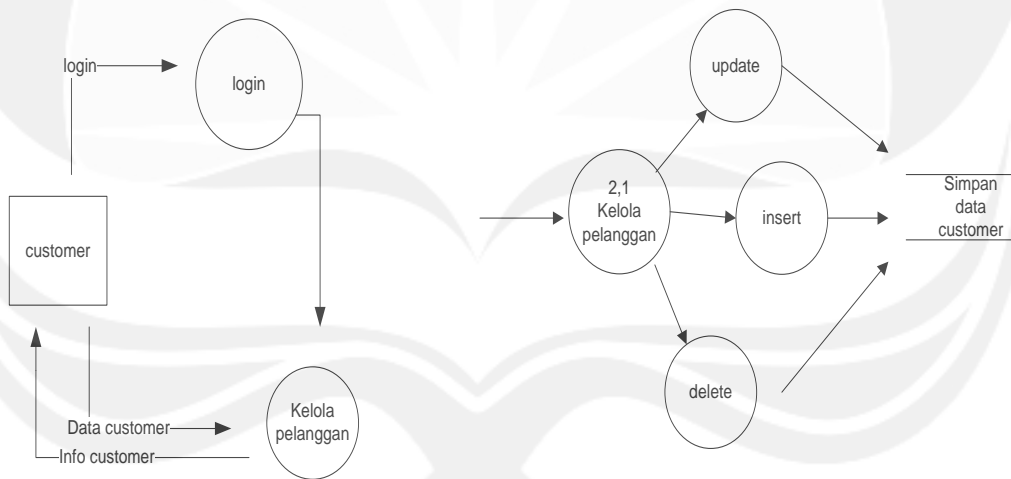 login
login
customer
Data customer
Info customer
Kelola
pelanggan
update
2,1
Kelola
pelanggan
insert
delete
Simpan
data
customer